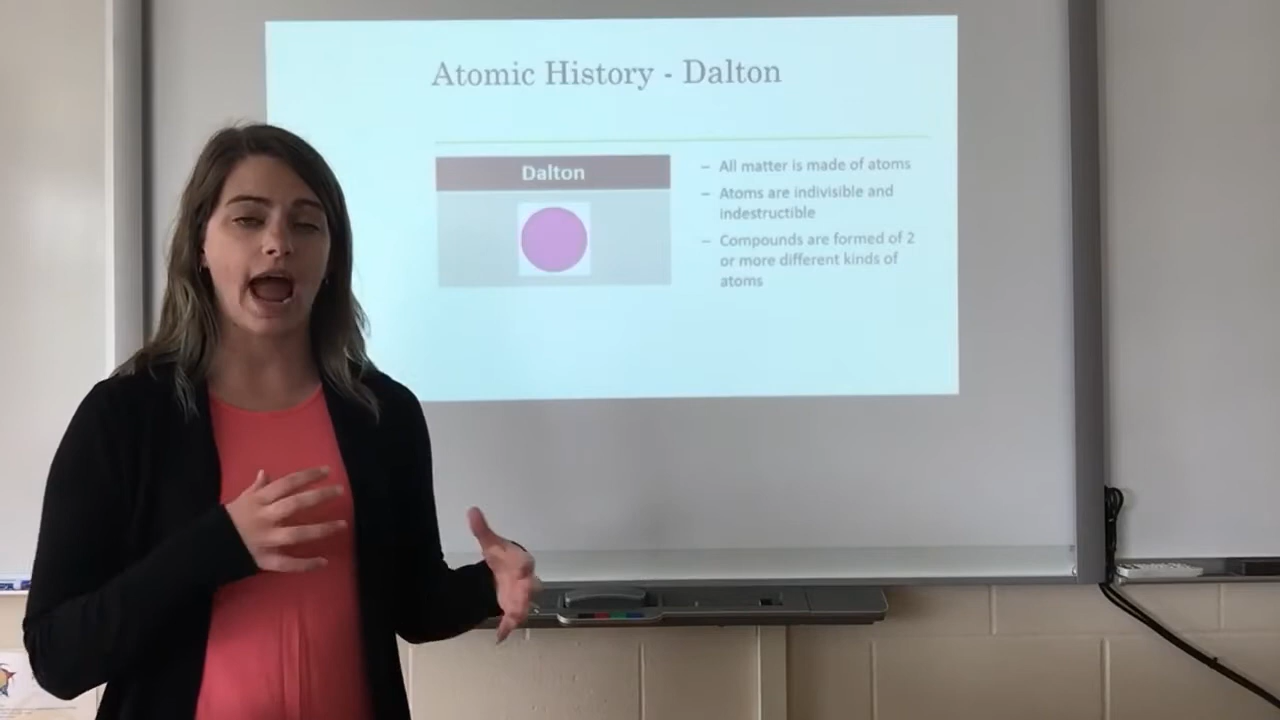 Atomic History - Dalton
Dalton
– All matter is made of atoms
– Atoms are indivisible and
indestructible
– Compounds are formed of 2
or more different kinds of
atoms